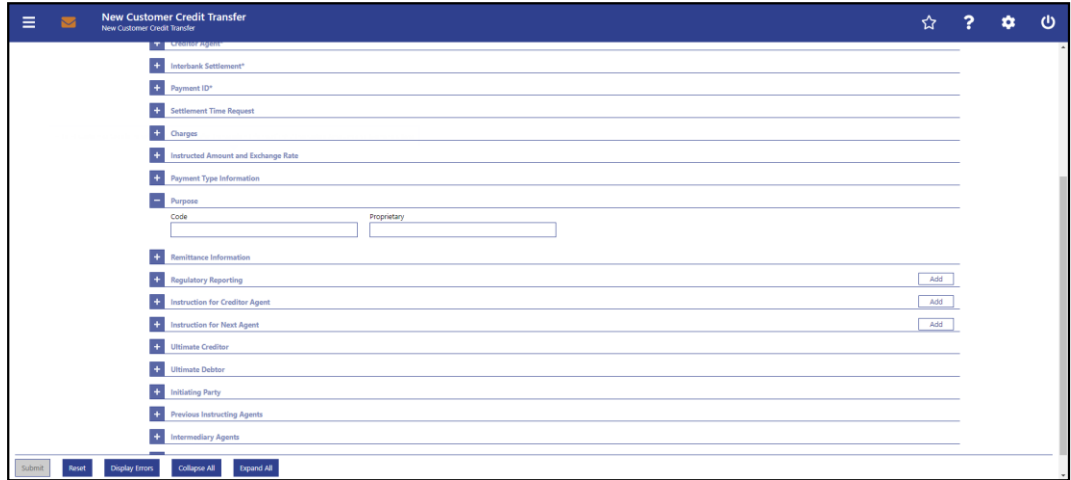 New Customer Credit Transfer
New Customer Credit Transfer
?
Creditor Agent*
Interbank Settlement*
Payment ID*
Settlement Time Request
Charges
Instructed Amount and Exchange Rate
Payment Type Information
Purpose
Code Proprietary
Remittance Information
Regulatory Reporting Add
Instruction for Creditor Agent Add
Instruction for Next Agent Add
Ultimate Creditor
Ultimate Debtor
Initiating Party
Previous Instructing Agents
Intermediary Agents
Submit Reset Display Errors Collapse All Expand All